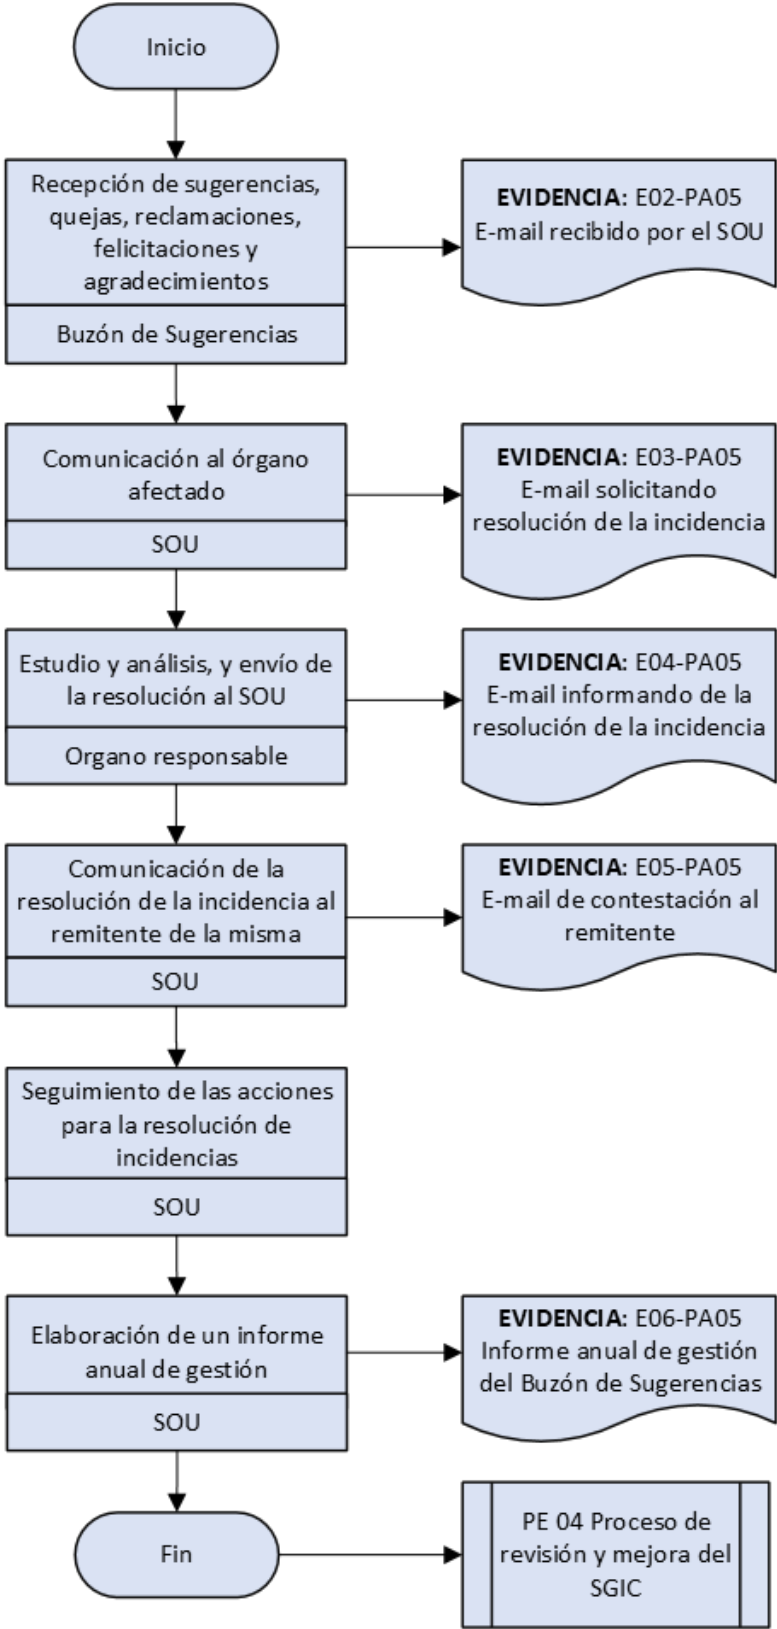 Inicio
Recepción de sugerencias,
quejas, reclamaciones,
felicitaciones y
agradecimientos
Buzón de Sugerencias
EVIDENCIA: E02-PA05
E-mail recibido por el SOU
Comunicación al órgano
afectado
SOU
EVIDENCIA: E03-PA05
E-mail solicitando
resolución de la incidencia
Estudio y análisis, y envío de
la resolución al SOU
Organo responsable
EVIDENCIA: E04-PA05
E-mail informando de la
resolución de la incidencia
Comunicación de la
resolución de la incidencia al
remitente de la misma
SOU
EVIDENCIA: E05-PA05
E-mail de contestación al
remitente
Seguimiento de las acciones
para la resolución de
incidencias
SOU
Elaboración de un informe
anual de gestión
SOU
EVIDENCIA: E06-PA05
Informe anual de gestión
del Buzón de Sugerencias
Fin
PE 04 Proceso de
revisión y mejora del
SGIC